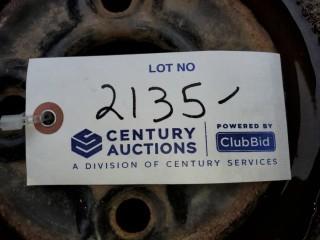 LOT NO
2135-
CENTURY
AUCTIONS
POWERED BY
ClubBid
A DIVISION OF CENTURY SERVICES